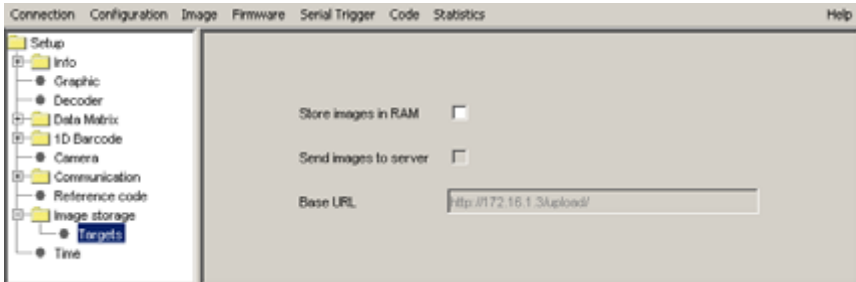 Connection Configuration Image Firmware Serial Trigger Code Statistics Help
Setup
Info
Graphic
Decoder
Data Matrix
1D Barcode
Camera
Communication
Reference code
Image storage
Targets
Time
Store images in RAM
Send images to server
Base URL http://172.16.1.3/upload/